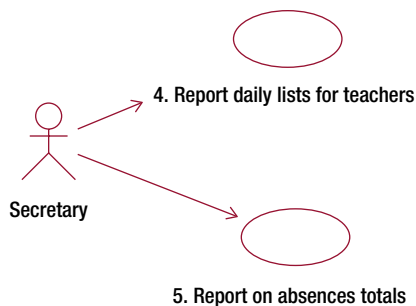 4. Report daily lists for teachers
Secretary
5. Report on absences totals